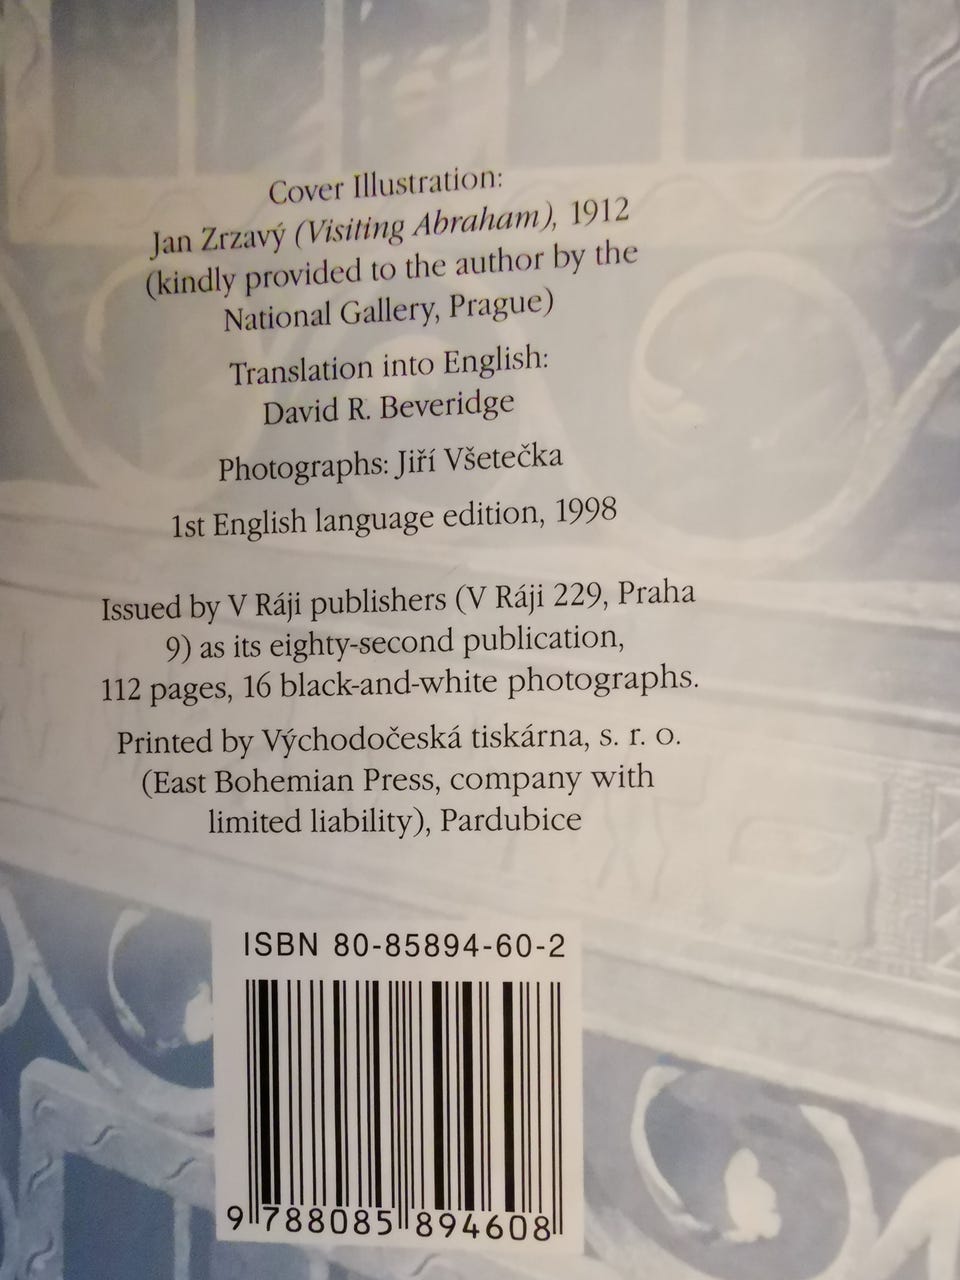 Cover Illustration:
Jan Zrzavý (Visiting Abraham), 1912
(kindly provided to the author by the
National Gallery, Prague)
Translation into English:
David R. Beveridge
Photographs: Jiří Všetečka
1st English language edition, 1998
Issued by V Ráji publishers (V Ráji 229, Praha
9) as its eighty-second publication,
112 pages, 16 black-and-white photographs.
Printed by Východočeská tiskárna, s. r. o.
(East Bohemian Press, company with
limited liability), Pardubice
ISBN 80-85894-60-2
9 788085 894608